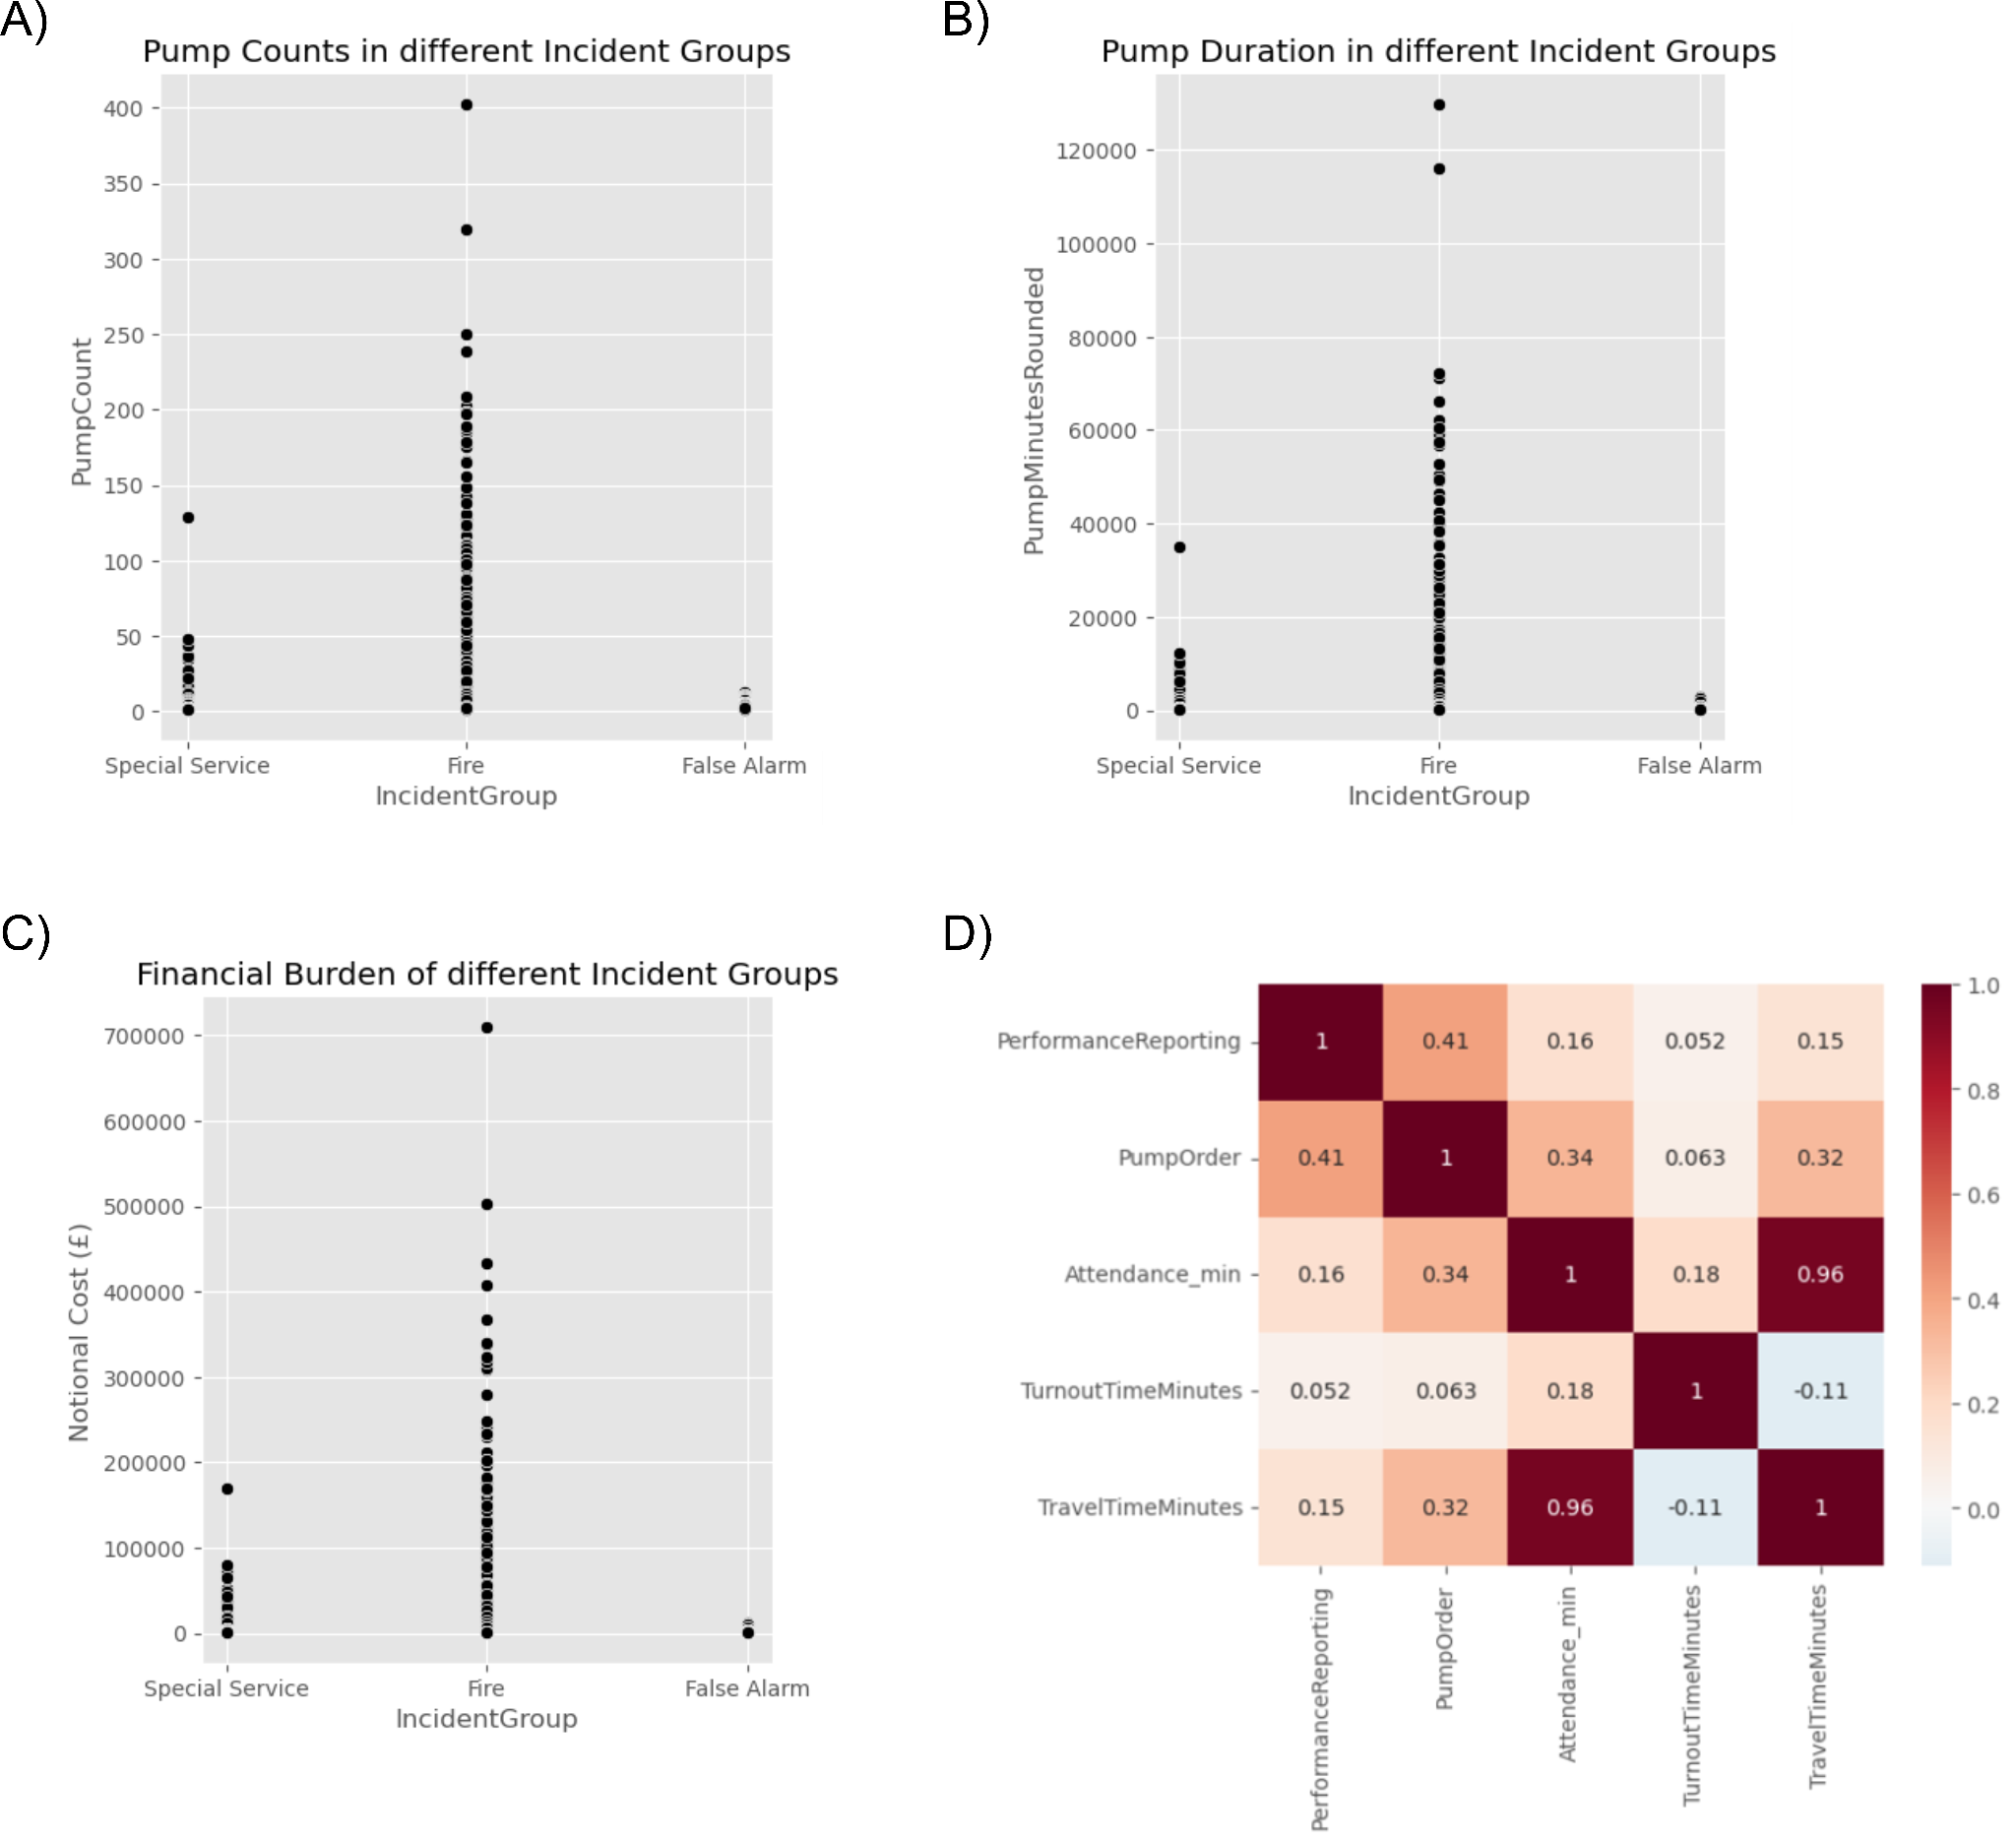 A)
Pump Counts in different Incident Groups
PumpCount
400
350
300
250
200
150
100
50
0
Special Service Fire False Alarm
IncidentGroup
B)
Pump Duration in different Incident Groups
PumpMinutesRounded
120000
100000
80000
60000
40000
20000
0
Special Service Fire False Alarm
IncidentGroup
C)
Financial Burden of different Incident Groups
Notional Cost (£)
700000
600000
500000
400000
300000
200000
100000
0
Special Service Fire False Alarm
IncidentGroup
D)
PerformanceReporting 1 0.41 0.16 0.052 0.15
PumpOrder 0.41 1 0.34 0.063 0.32
Attendance_min 0.16 0.34 1 0.18 0.96
TurnoutTimeMinutes 0.052 0.063 0.18 1 -0.11
TravelTimeMinutes 0.15 0.32 0.96 -0.11 1
PerformanceReporting
PumpOrder
Attendance_min
TurnoutTimeMinutes
TravelTimeMinutes
1.0
0.8
0.6
0.4
0.2
0.0